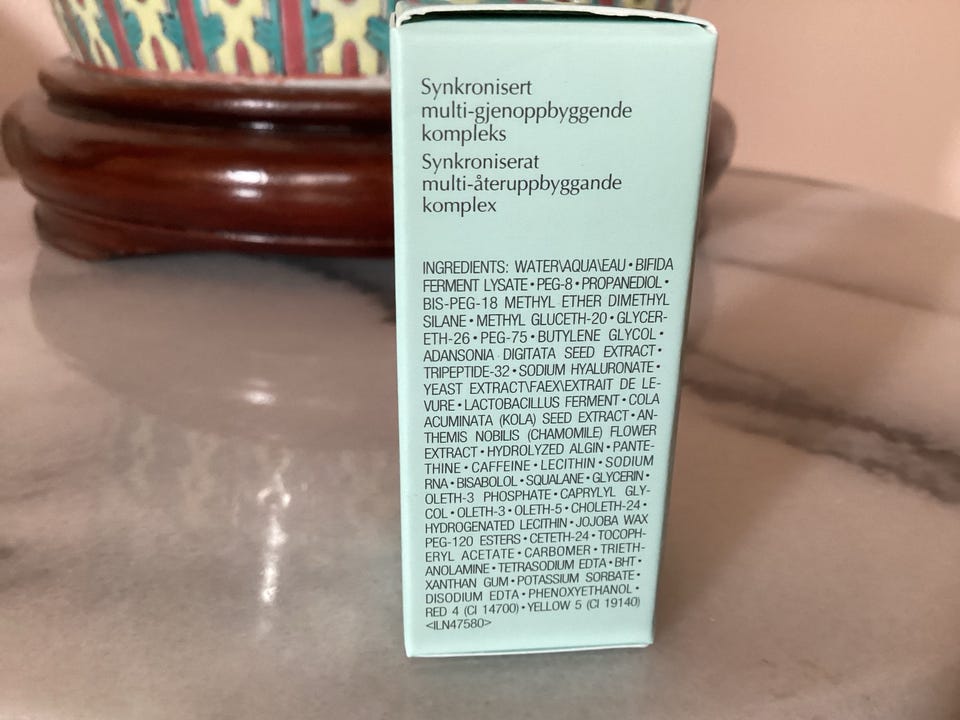 Synkronisert
multi-gjenoppbyggende
kompleks
Synkroniserat
multi-återuppbyggande
komplex
INGREDIENTS: WATER\AQUA\EAU • BIFIDA
FERMENT LYSATE • PEG-8 • PROPANEDIOL •
BIS-PEG-18 METHYL ETHER DIMETHYL
SILANE • METHYL GLUCETH-20 • GLYCER-
ETH-26 • PEG-75 • BUTYLENE GLYCOL •
ADANSONIA DIGITATA SEED EXTRACT •
TRIPEPTIDE-32 • SODIUM HYALURONATE •
YEAST EXTRACT\FAEX\EXTRAIT DE LE-
VURE • LACTOBACILLUS FERMENT • COLA
ACUMINATA (KOLA) SEED EXTRACT • AN-
THEMIS NOBILIS (CHAMOMILE) FLOWER
EXTRACT • HYDROLYZED ALGIN • PANTE-
THINE • CAFFEINE • LECITHIN • SODIUM
RNA • BISABOLOL • SQUALANE • GLYCERIN •
OLETH-3 PHOSPHATE • CAPRYLYL GLY-
COL • OLETH-3 • OLETH-5 • CHOLETH-24 •
HYDROGENATED LECITHIN • JOJOBA WAX
PEG-120 ESTERS • CETETH-24 • TOCOPH-
ERYL ACETATE • CARBOMER • TRIETH-
ANOLAMINE • TETRASODIUM EDTA • BHT •
XANTHAN GUM • POTASSIUM SORBATE •
DISODIUM EDTA • PHENOXYETHANOL •
RED 4 (CI 14700) • YELLOW 5 (CI 19140)
<ILN47580>